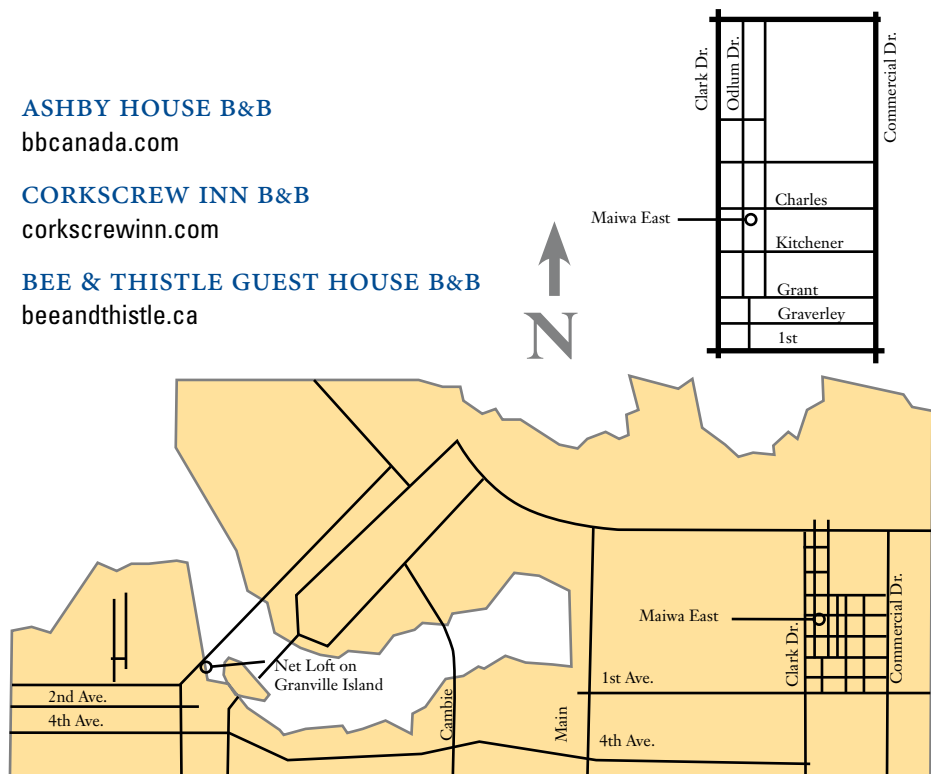 ASHBY HOUSE B&B
bbcanada.com
CORKSCREW INN B&B
corkscrewinn.com
BEE & THISTLE GUEST HOUSE B&B
beeandthistle.ca
N
Clark Dr.
Odlum Dr.
Commercial Dr.
Charles
Maiwa East
Kitchener
Grant
Graverley
1st
Net Loft on
Granville Island
2nd Ave.
4th Ave.
Cambie
Main
1st Ave.
4th Ave.
Maiwa East
Clark Dr.
Commercial Dr.